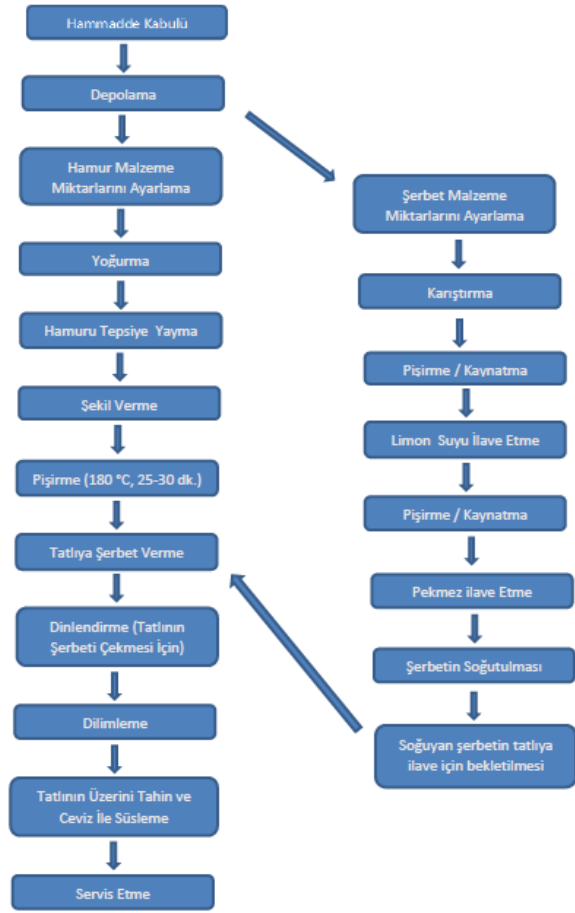 Hammadde Kabulü
Depolama
Hamur Malzeme
Miktarlarını Ayarlama
Yoğurma
Hamuru Tepsiye Yayma
Şekil Verme
Pişirme (180 °C, 25-30 dk.)
Tatlıya Şerbet Verme
Dinlendirme (Tatlının
Şerbeti Çekmesi İçin)
Dilimleme
Tatlının Üzerini Tahin ve
Ceviz İle Süsleme
Servis Etme
Şerbet Malzeme
Miktarlarını Ayarlama
Karıştırma
Pişirme / Kaynatma
Limon Suyu İlave Etme
Pişirme / Kaynatma
Pekmez ilave Etme
Şerbetin Soğutulması
Soğuyan şerbetin tatlıya
ilave için bekletilmesi